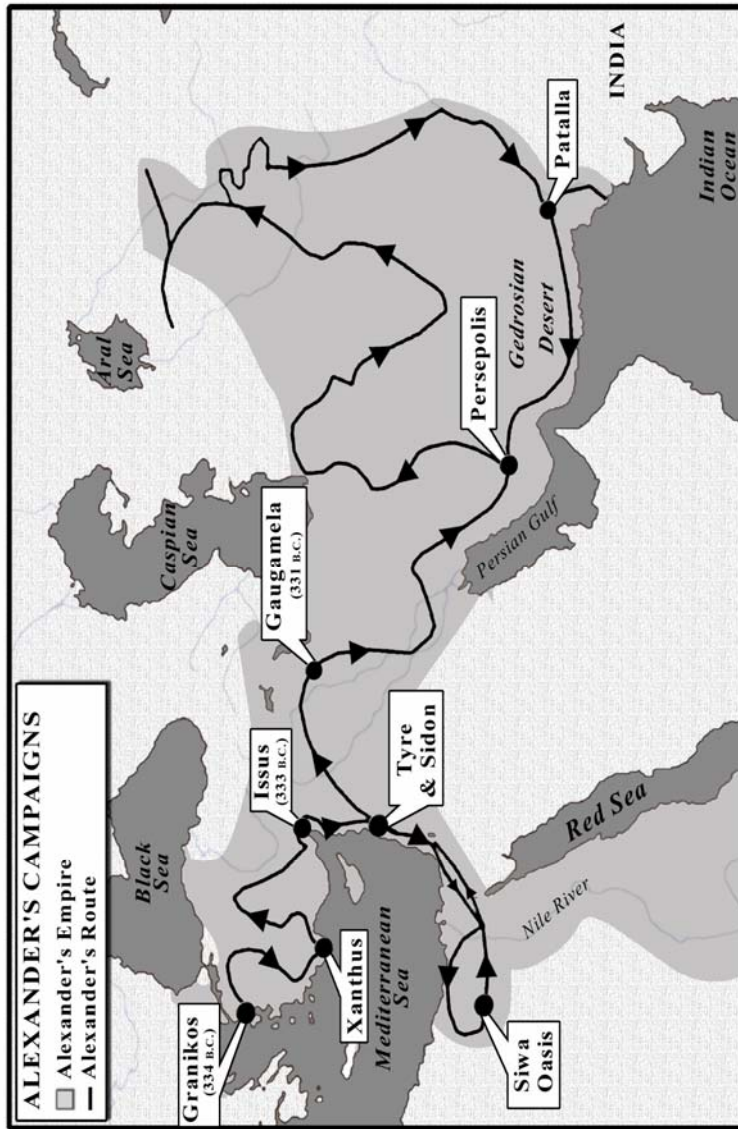 ALEXANDER'S CAMPAIGNS
Alexander's Empire
Alexander's Route
Black
Sea
Caspian
Sea
Aral
Sea
Granikos
(334 B.C.)
Issus
(333 B.C.)
Gaugamela
(331 B.C.)
Xanthus
Mediterranean
Sea
Tyre
& Sidon
Persepolis
Gedrosian
Desert
Patalla
INDIA
Siwa
Oasis
Nile River
Red Sea
Persian Gulf
Indian
Ocean